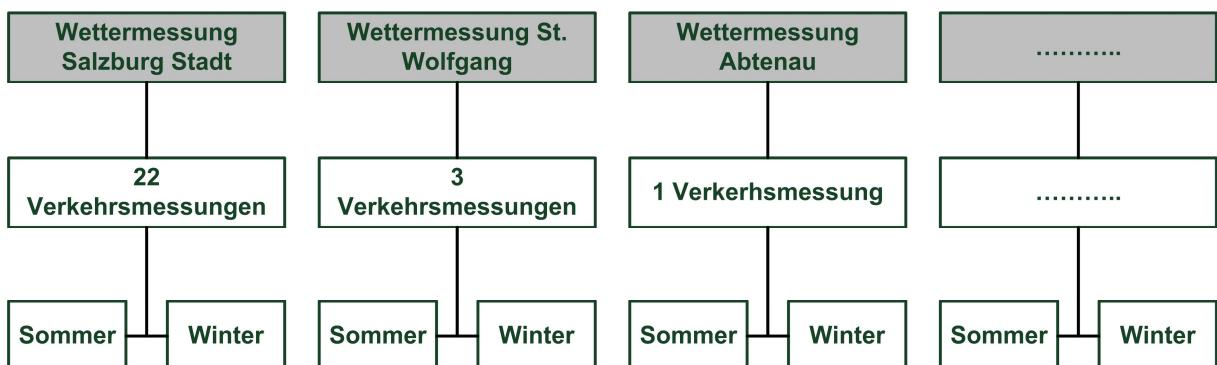 Wettermessung
Salzburg Stadt
Wettermessung St.
Wolfgang
Wettermessung
Abtenau
………..
22
Verkehrsmessungen
3
Verkehrsmessungen
1 Verkerhsmessung
………..
Sommer
Winter
Sommer
Winter
Sommer
Winter
Sommer
Winter